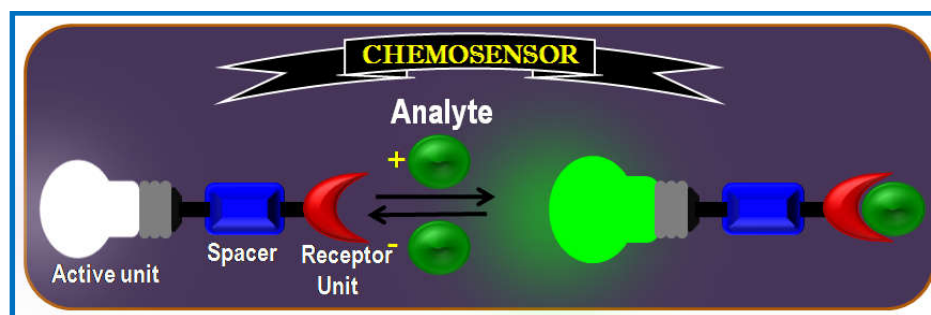 CHEMOSENSOR
Analyte
+
-
Active unit
Spacer
Receptor
Unit